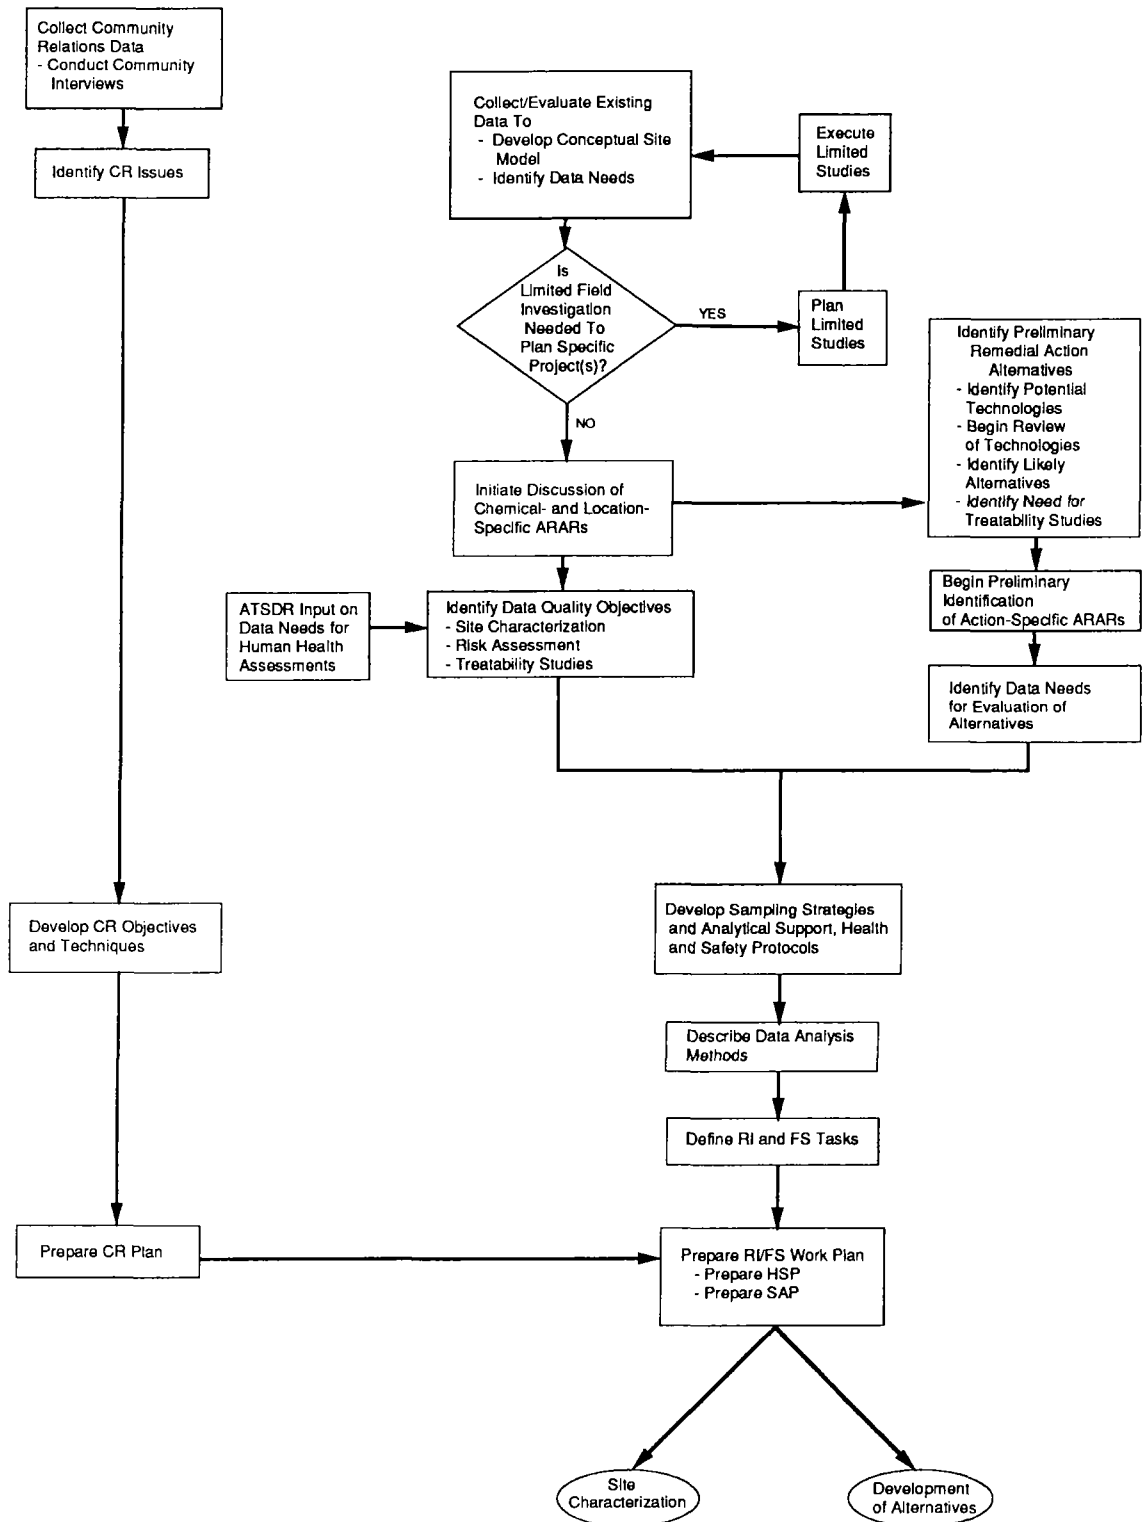 Collect Community
Relations Data
- Conduct Community
Interviews
Identify CR Issues
Collect/Evaluate Existing
Data To
- Develop Conceptual Site
Model
- Identify Data Needs
Execute
Limited
Studies
Is
Limited Field
Investigation
Needed To
Plan Specific
Project(s)?
YES
Plan
Limited
Studies
NO
Identify Preliminary
Remedial Action
Alternatives
- Identify Potential
Technologies
- Begin Review
of Technologies
- Identify Likely
Alternatives
- Identify Need for
Treatability Studies
Initiate Discussion of
Chemical- and Location-
Specific ARARs
Begin Preliminary
Identification
of Action-Specific ARARs
ATSDR Input on
Data Needs for
Human Health
Assessments
Identify Data Quality Objectives
- Site Characterization
- Risk Assessment
- Treatability Studies
Identify Data Needs
for Evaluation of
Alternatives
Develop CR Objectives
and Techniques
Develop Sampling Strategies
and Analytical Support, Health
and Safety Protocols
Describe Data Analysis
Methods
Define RI and FS Tasks
Prepare CR Plan
Prepare RI/FS Work Plan
- Prepare HSP
- Prepare SAP
Site
Characterization
Development
of Alternatives